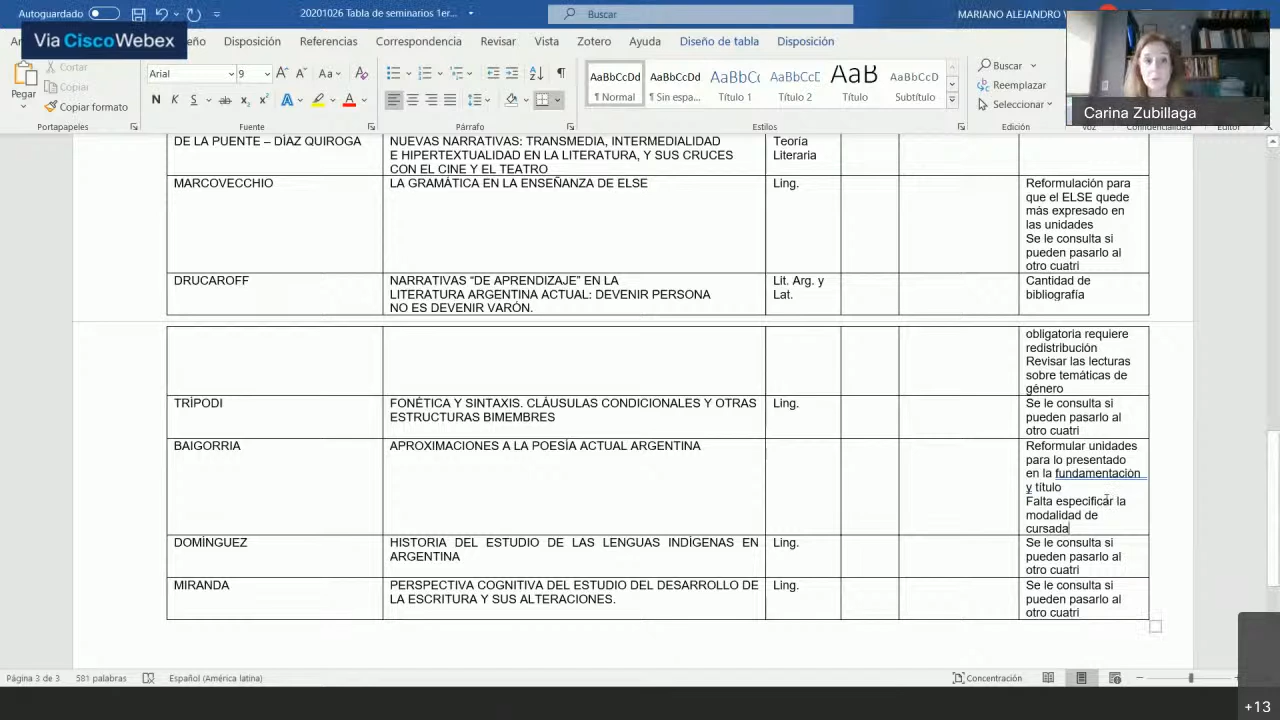 Autoguardado
20201026 Tabla de seminarios 1er...
Buscar
MARIANO ALEJANDRO
Vía CiscoWebex
Disposición
Referencias
Correspondencia
Revisar
Vista
Zotero
Ayuda
Diseño de tabla
Disposición
Pegar
Cortar
Copiar
Copiar formato
Arial
9
Aa
N K S ab x x
AaBbCcDd AaBbCcDd AaBbCc AaBbCcE AaB AaBbCcD
¶ Normal ¶ Sin espa... Título 1 Título 2 Título Subtítulo
Buscar
Reemplazar
Seleccionar
Carina Zubillaga
Portapapeles
Fuente
Párrafo
Estilos
Edición
Voz
Confidencialidad
Editor
DE LA PUENTE – DÍAZ QUIROGA
NUEVAS NARRATIVAS: TRANSMEDIA, INTERMEDIALIDAD
E HIPERTEXTUALIDAD EN LA LITERATURA, Y SUS CRUCES
CON EL CINE Y EL TEATRO
Teoría
Literaria
MARCOVECCHIO
LA GRAMÁTICA EN LA ENSEÑANZA DE ELSE
Ling.
Reformulación para
que el ELSE quede
más expresado en
las unidades
Se le consulta si
pueden pasarlo al
otro cuatri
DRUCAROFF
NARRATIVAS “DE APRENDIZAJE” EN LA
LITERATURA ARGENTINA ACTUAL: DEVENIR PERSONA
NO ES DEVENIR VARÓN.
Lit. Arg. y
Lat.
Cantidad de
bibliografía
obligatoria requiere
redistribución
Revisar las lecturas
sobre temáticas de
género
TRÍPODI
FONÉTICA Y SINTAXIS. CLÁUSULAS CONDICIONALES Y OTRAS
ESTRUCTURAS BIMEMBRES
Ling.
Se le consulta si
pueden pasarlo al
otro cuatri
BAIGORRIA
APROXIMACIONES A LA POESÍA ACTUAL ARGENTINA
Reformular unidades
para lo presentado
en la fundamentación
y título
Falta especificar la
modalidad de
cursada
DOMÍNGUEZ
HISTORIA DEL ESTUDIO DE LAS LENGUAS INDÍGENAS EN
ARGENTINA
Ling.
Se le consulta si
pueden pasarlo al
otro cuatri
MIRANDA
PERSPECTIVA COGNITIVA DEL ESTUDIO DEL DESARROLLO DE
LA ESCRITURA Y SUS ALTERACIONES.
Ling.
Se le consulta si
pueden pasarlo al
otro cuatri
Página 3 de 3
581 palabras
Español (América latina)
Concentración
+13